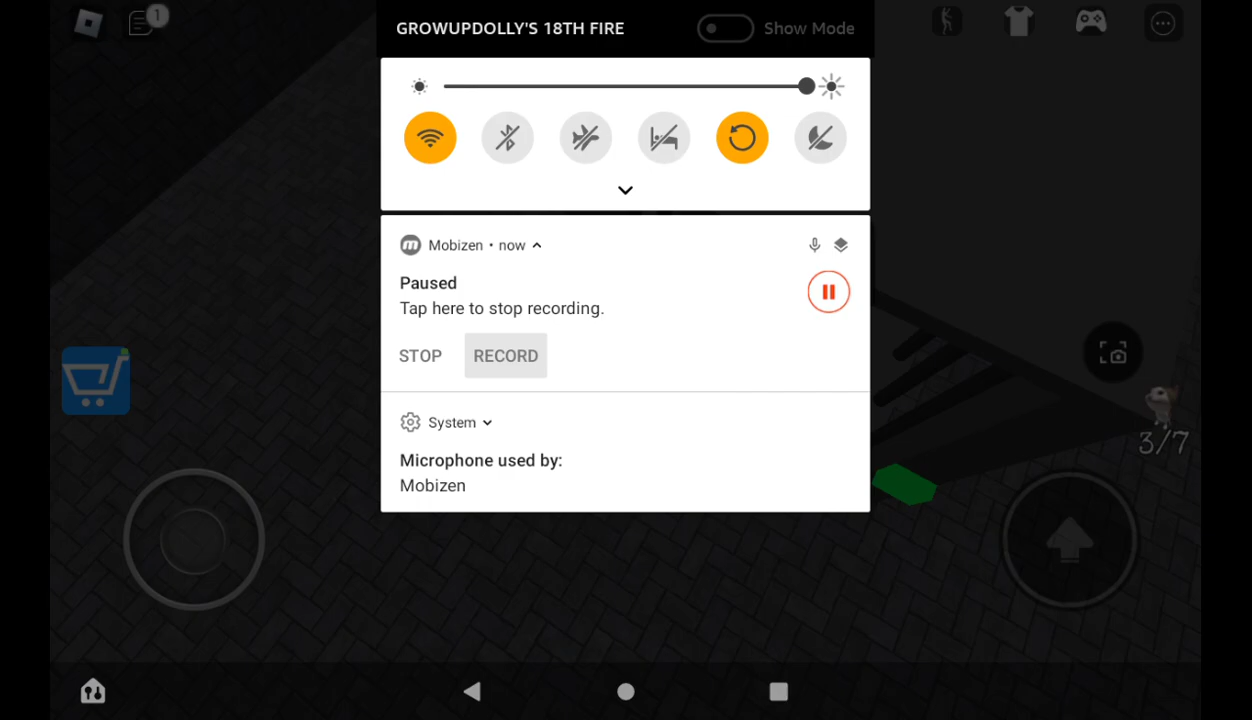 1
GROWUPDOLLY'S 18TH FIRE
Show Mode
Mobizen • now
Paused
Tap here to stop recording.
STOP RECORD
3/7
System
Microphone used by:
Mobizen